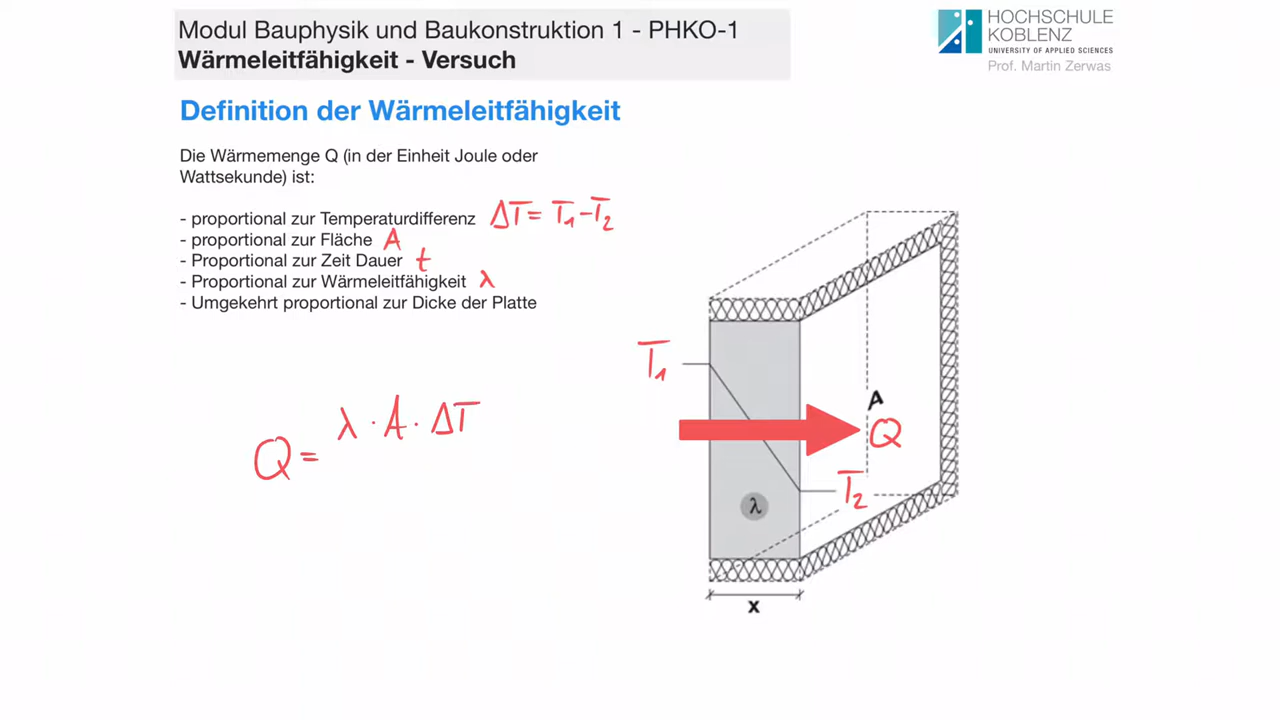 Modul Bauphysik und Baukonstruktion 1 - PHKO-1
Wärmeleitfähigkeit - Versuch
HOCHSCHULE
KOBLENZ
UNIVERSITY OF APPLIED SCIENCES
Prof. Martin Zerwas
Definition der Wärmeleitfähigkeit
Die Wärmemenge Q (in der Einheit Joule oder
Wattsekunde) ist:
- proportional zur Temperaturdifferenz ΔT = T₁ - T₂
- proportional zur Fläche A
- Proportional zur Zeit Dauer t
- Proportional zur Wärmeleitfähigkeit λ
- Umgekehrt proportional zur Dicke der Platte
Q = λ · A · ΔT
T₁
A
Q
T₂
λ
x